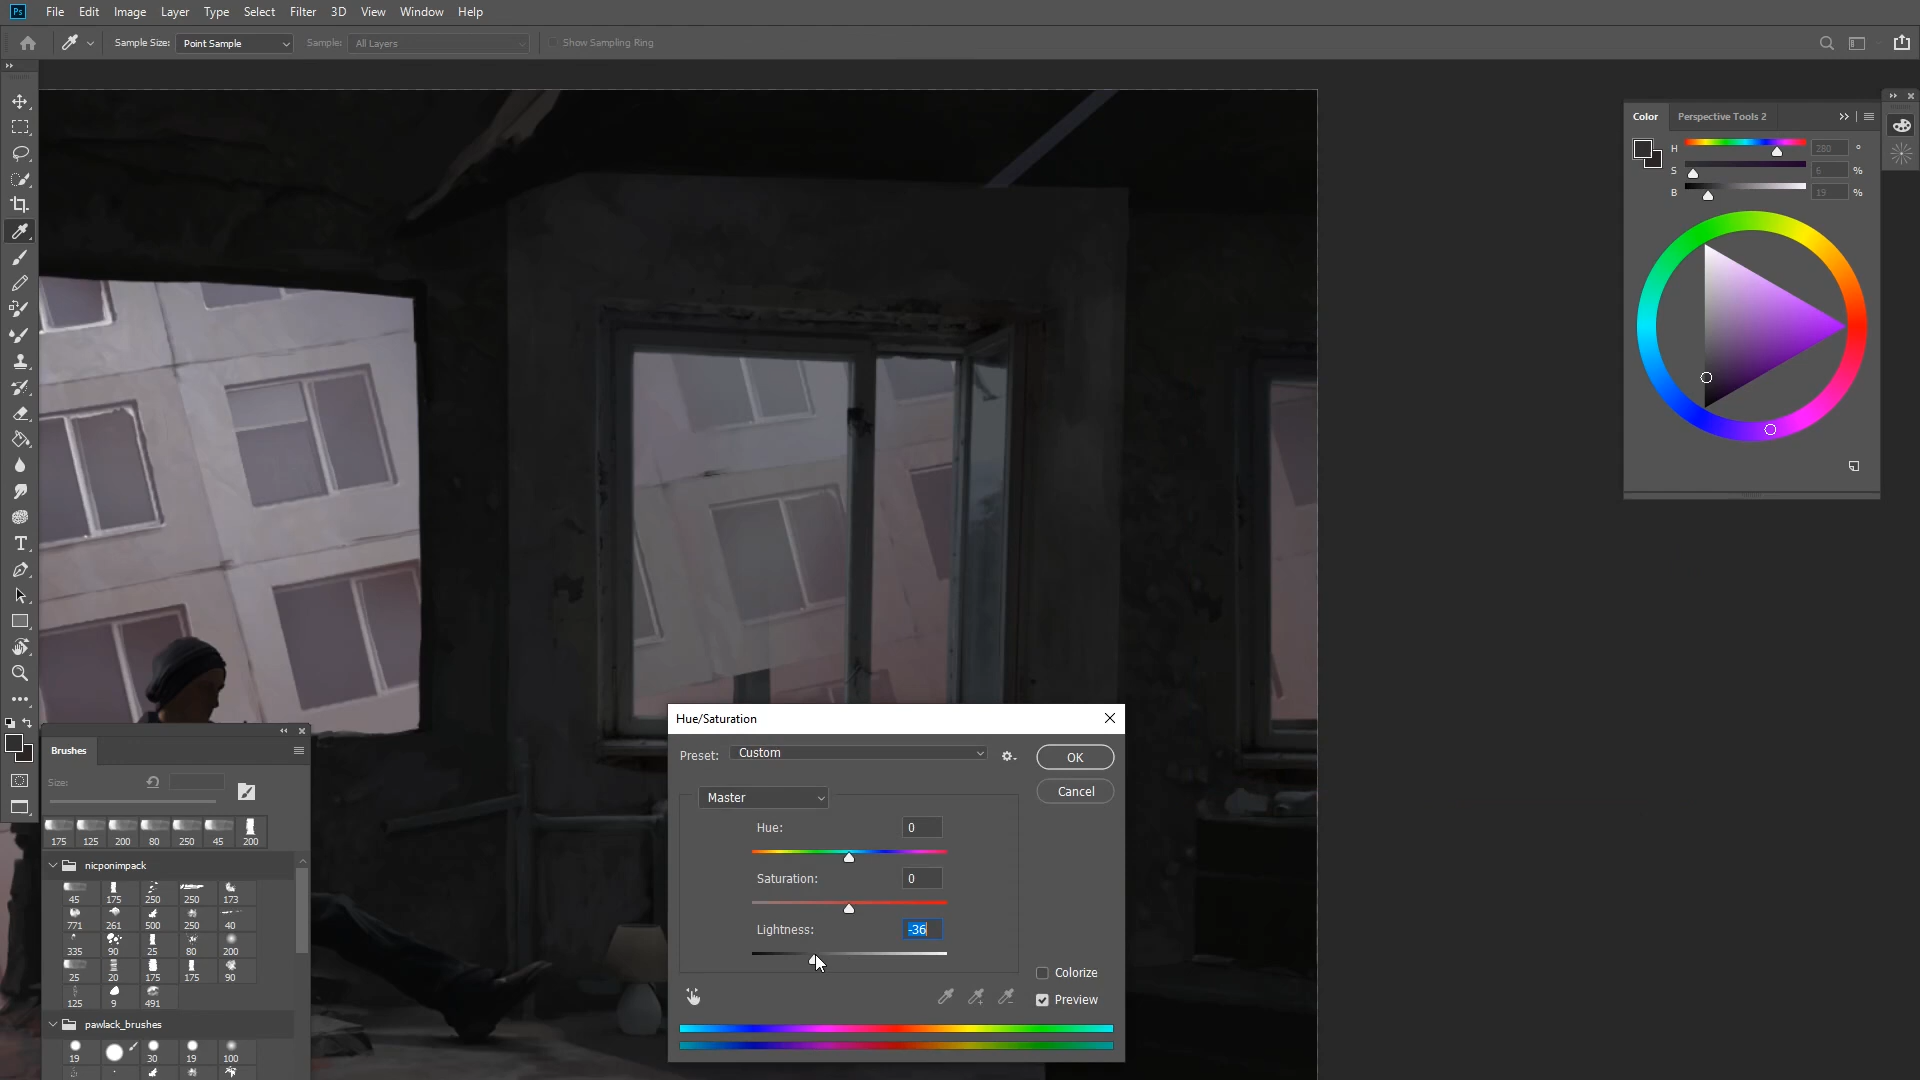 Ps File Edit Image Layer Type Select Filter 3D View Window Help
Sample Size: Point Sample Sample: All Layers Show Sampling Ring
Color Perspective Tools 2
H 280 °
S 6 %
B 19 %
Brushes
Size:
175 125 200 80 250 45 200
nicponimpack
45 175 250 250 173
771 261 500 250 40
335 90 25 80 200
25 20 175 175 90
125 9 491
pawlack_brushes
19 30 19 100
Hue/Saturation
Preset: Custom
OK
Cancel
Master
Hue: 0
Saturation: 0
Lightness: -36
Colorize
Preview